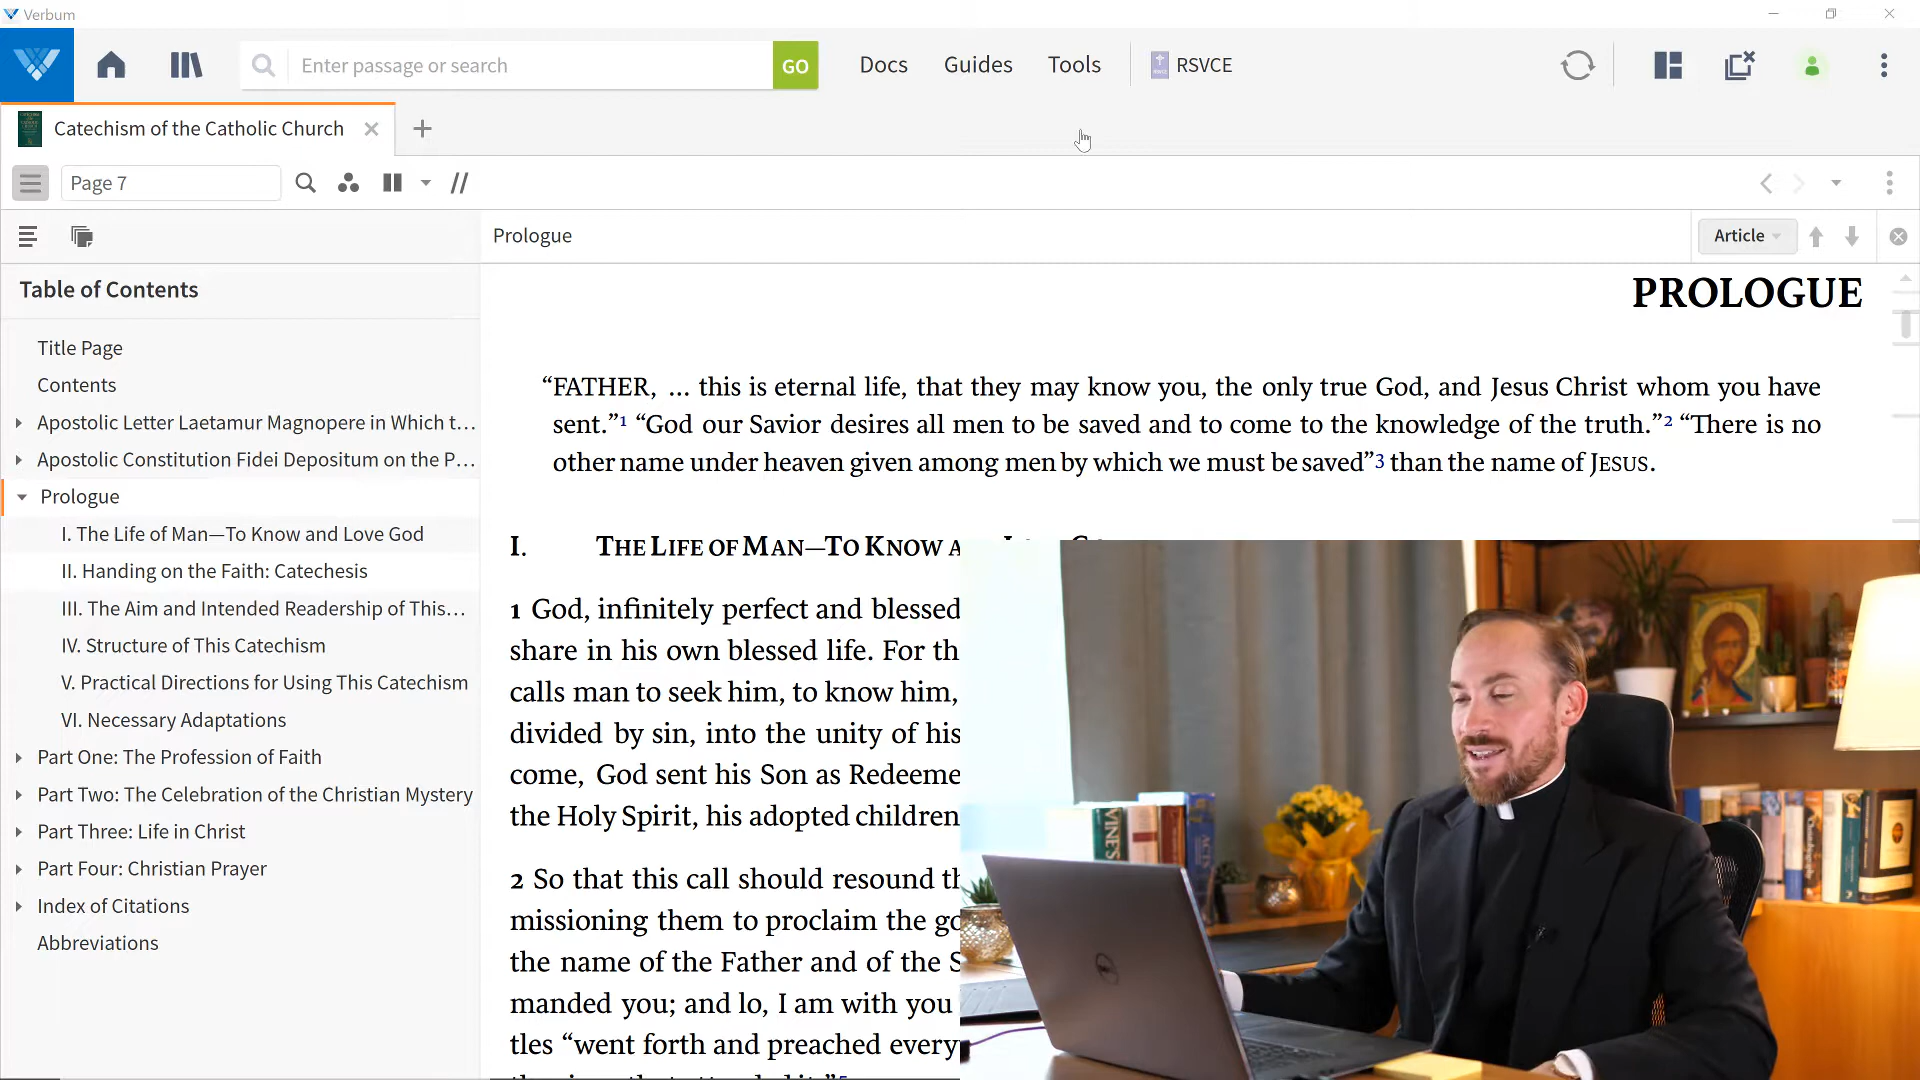 Verbum
Enter passage or search
GO
Docs
Guides
Tools
RSVCE
Catechism of the Catholic Church
Page 7
Prologue
Article
Table of Contents
Title Page
Contents
Apostolic Letter Laetamur Magnopere in Which t…
Apostolic Constitution Fidei Depositum on the P…
Prologue
I. The Life of Man—To Know and Love God
II. Handing on the Faith: Catechesis
III. The Aim and Intended Readership of This…
IV. Structure of This Catechism
V. Practical Directions for Using This Catechism
VI. Necessary Adaptations
Part One: The Profession of Faith
Part Two: The Celebration of the Christian Mystery
Part Three: Life in Christ
Part Four: Christian Prayer
Index of Citations
Abbreviations
PROLOGUE
“FATHER, … this is eternal life, that they may know you, the only true God, and Jesus Christ whom you have
sent.”1 “God our Savior desires all men to be saved and to come to the knowledge of the truth.”2 “There is no
other name under heaven given among men by which we must be saved”3 than the name of JESUS.
I. THE LIFE OF MAN—TO KNOW
1 God, infinitely perfect and blessed
share in his own blessed life. For th
calls man to seek him, to know him,
divided by sin, into the unity of his
come, God sent his Son as Redeeme
the Holy Spirit, his adopted children
2 So that this call should resound th
missioning them to proclaim the go
the name of the Father and of the S
manded you; and lo, I am with you
tles “went forth and preached every
VINE'S
ACTS
DELL